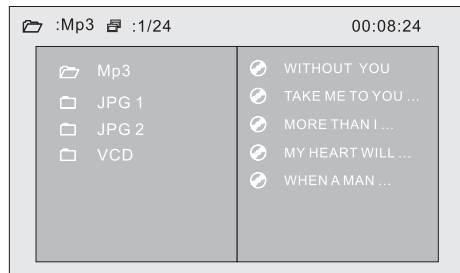 :Mp3 :1/24 00:08:24
Mp3
JPG 1
JPG 2
VCD
WITHOUT YOU
TAKE ME TO YOU ...
MORE THAN I ...
MY HEART WILL ...
WHEN A MAN ...